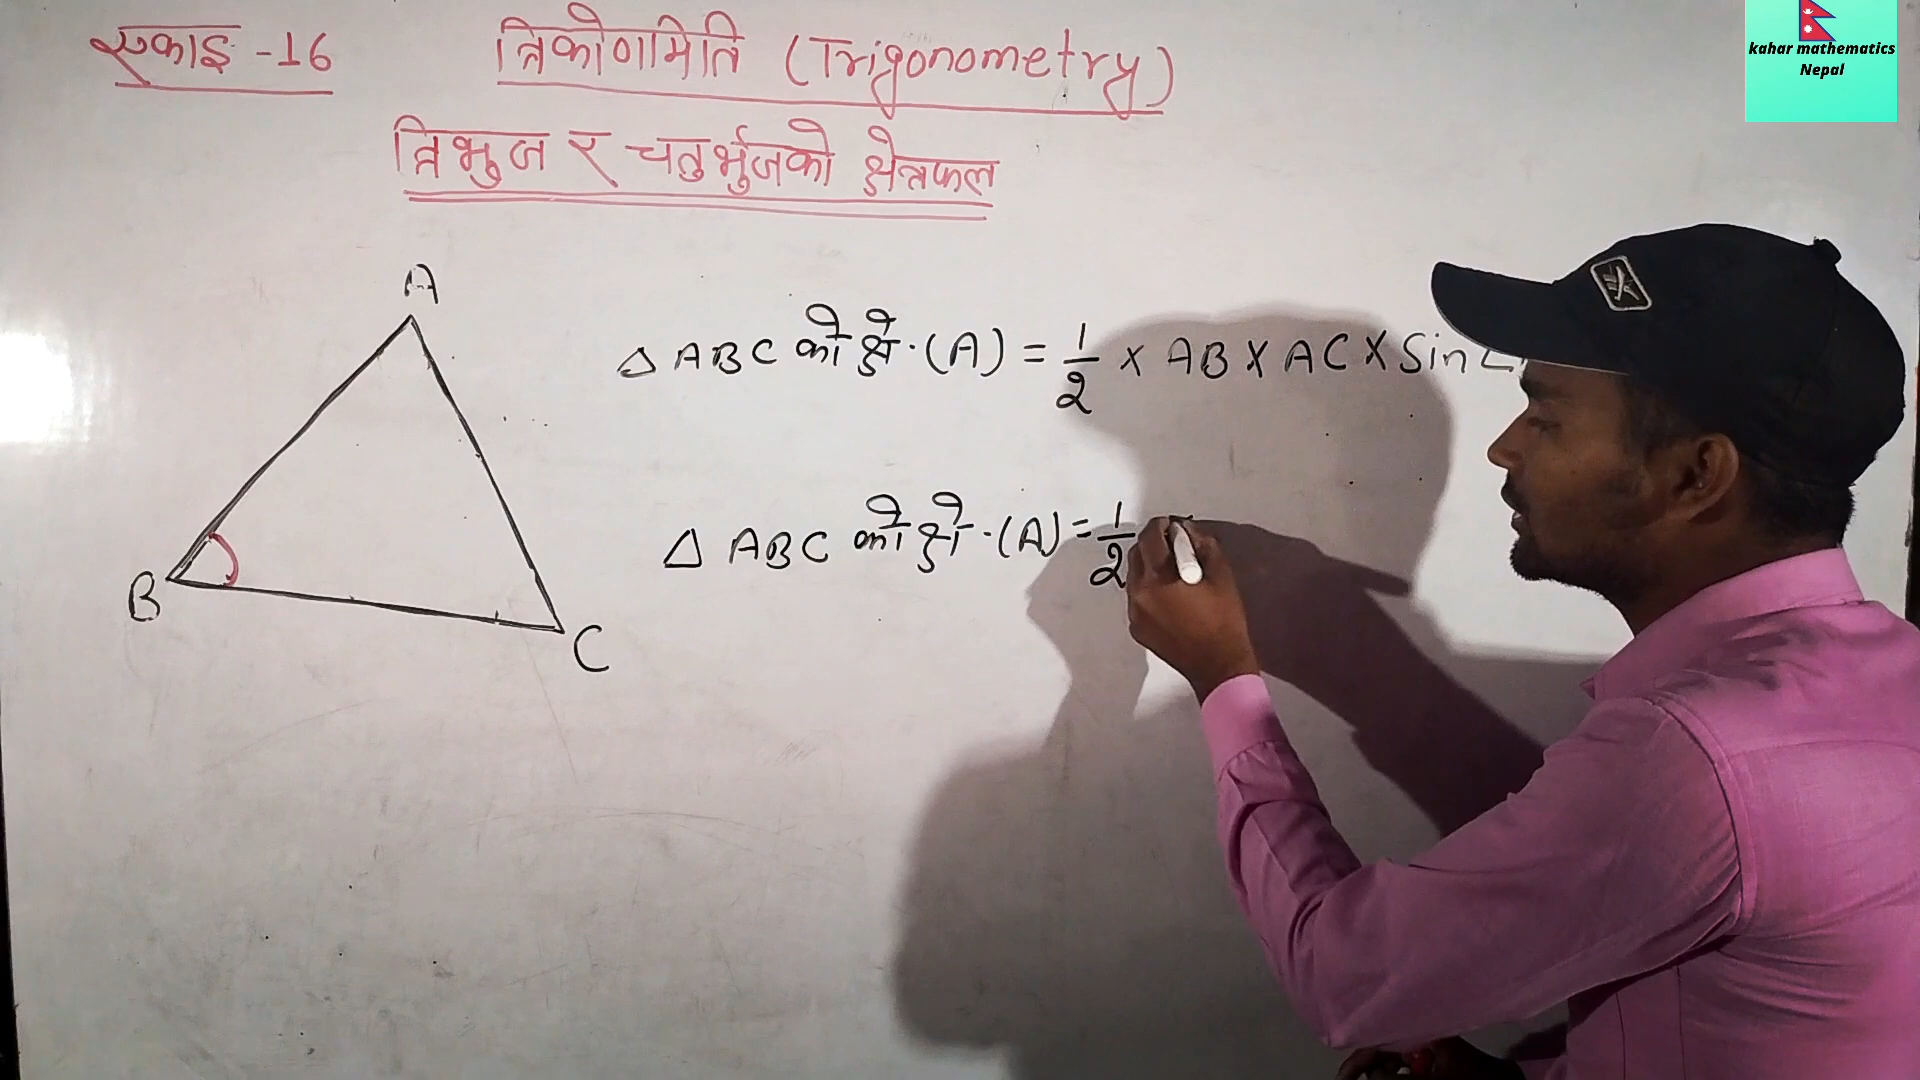 एकाइ -16 त्रिकोणमिति (Trigonometry)
kahar mathematics
Nepal
त्रिभुज र चतुर्भुजको क्षेत्रफल
A
B
C
△ ABC को क्षे. (A) = 1/2 × AB × AC × Sin ∠
△ ABC को क्षे. (A) = 1/2